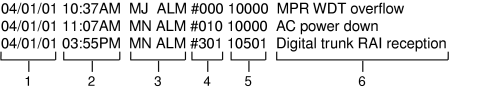 04/01/01 10:37AM MJ ALM #000 10000 MPR WDT overflow
04/01/01 11:07AM MN ALM #010 10000 AC power down
04/01/01 03:55PM MN ALM #301 10501 Digital trunk RAI reception
1 2 3 4 5 6